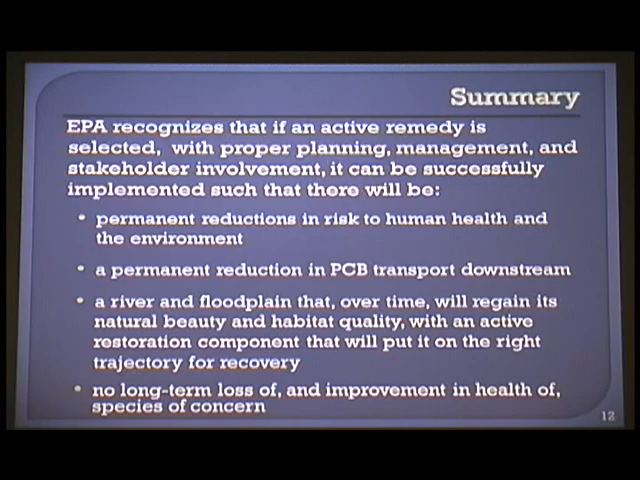 Summary
EPA recognizes that if an active remedy is
selected, with proper planning, management, and
stakeholder involvement, it can be successfully
implemented such that there will be:
• permanent reductions in risk to human health and
the environment
• a permanent reduction in PCB transport downstream
• a river and floodplain that, over time, will regain its
natural beauty and habitat quality, with an active
restoration component that will put it on the right
trajectory for recovery
• no long-term loss of, and improvement in health of,
species of concern
12